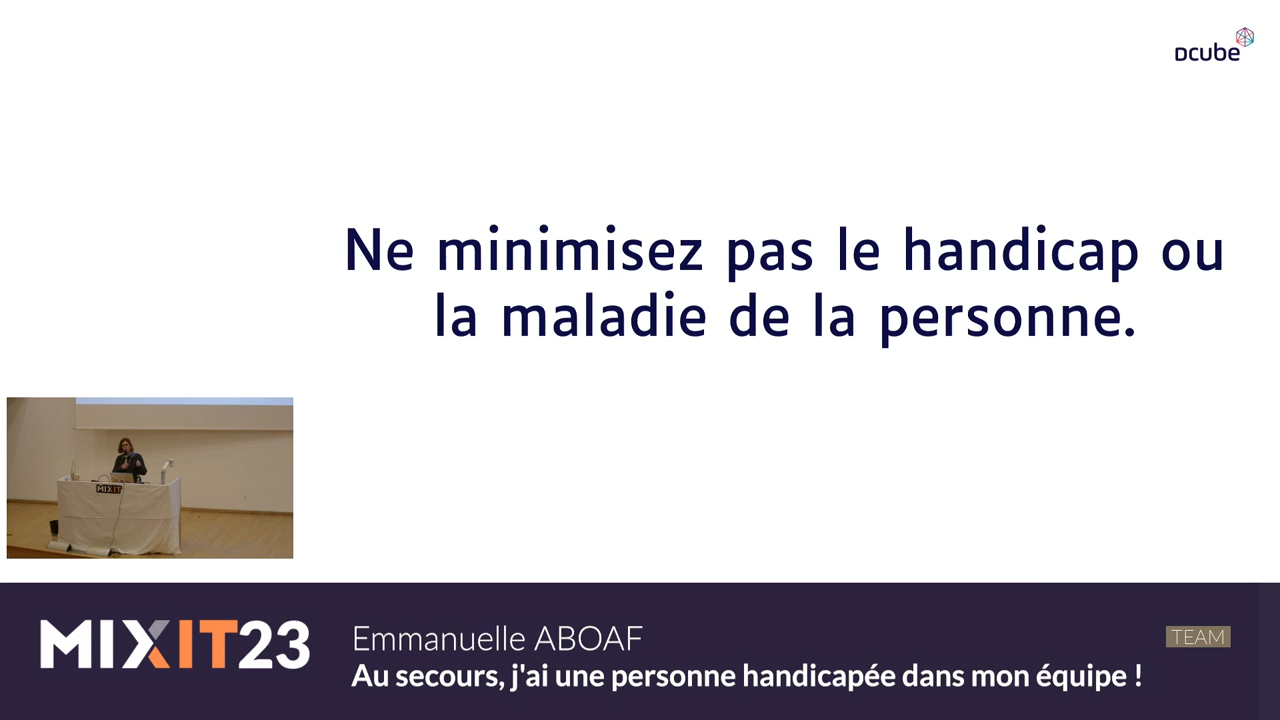 Dcube
Ne minimisez pas le handicap ou
la maladie de la personne.
MIXIT
MIXIT23
Emmanuelle ABOAF
TEAM
Au secours, j'ai une personne handicapée dans mon équipe !